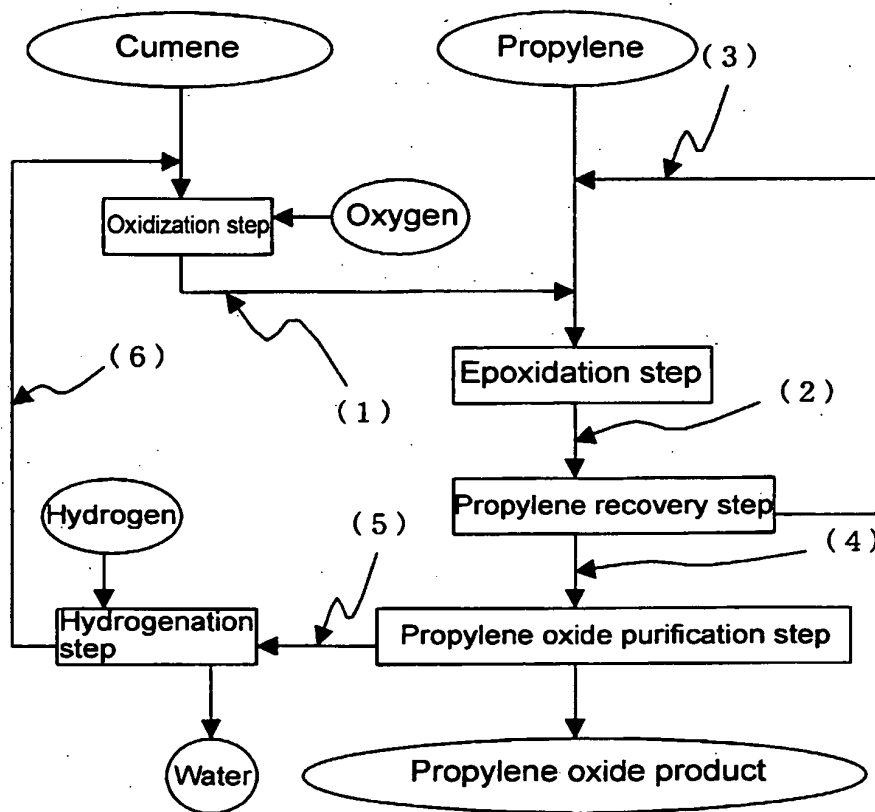 Cumene
Propylene
(3)
Oxidization step
Oxygen
(6)
(1)
Epoxidation step
(2)
Hydrogen
(5)
Propylene recovery step
(4)
Hydrogenation
step
Propylene oxide purification step
Water
Propylene oxide product